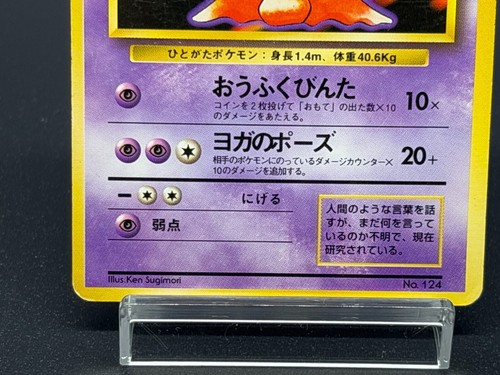 ひとがたポケモン：身長1.4m、体重40.6Kg
おうふくびんた 10×
コインを2枚投げて「おもて」の出た数×10
のダメージをあたえる。
ヨガのポーズ 20+
相手のポケモンにのっているダメージカウンター×
10のダメージを追加する。
にげる
弱点
人間のような言葉を話
すが、まだ何を言って
いるのか不明で、現在
研究されている。
Illus.Ken Sugimori
No. 124